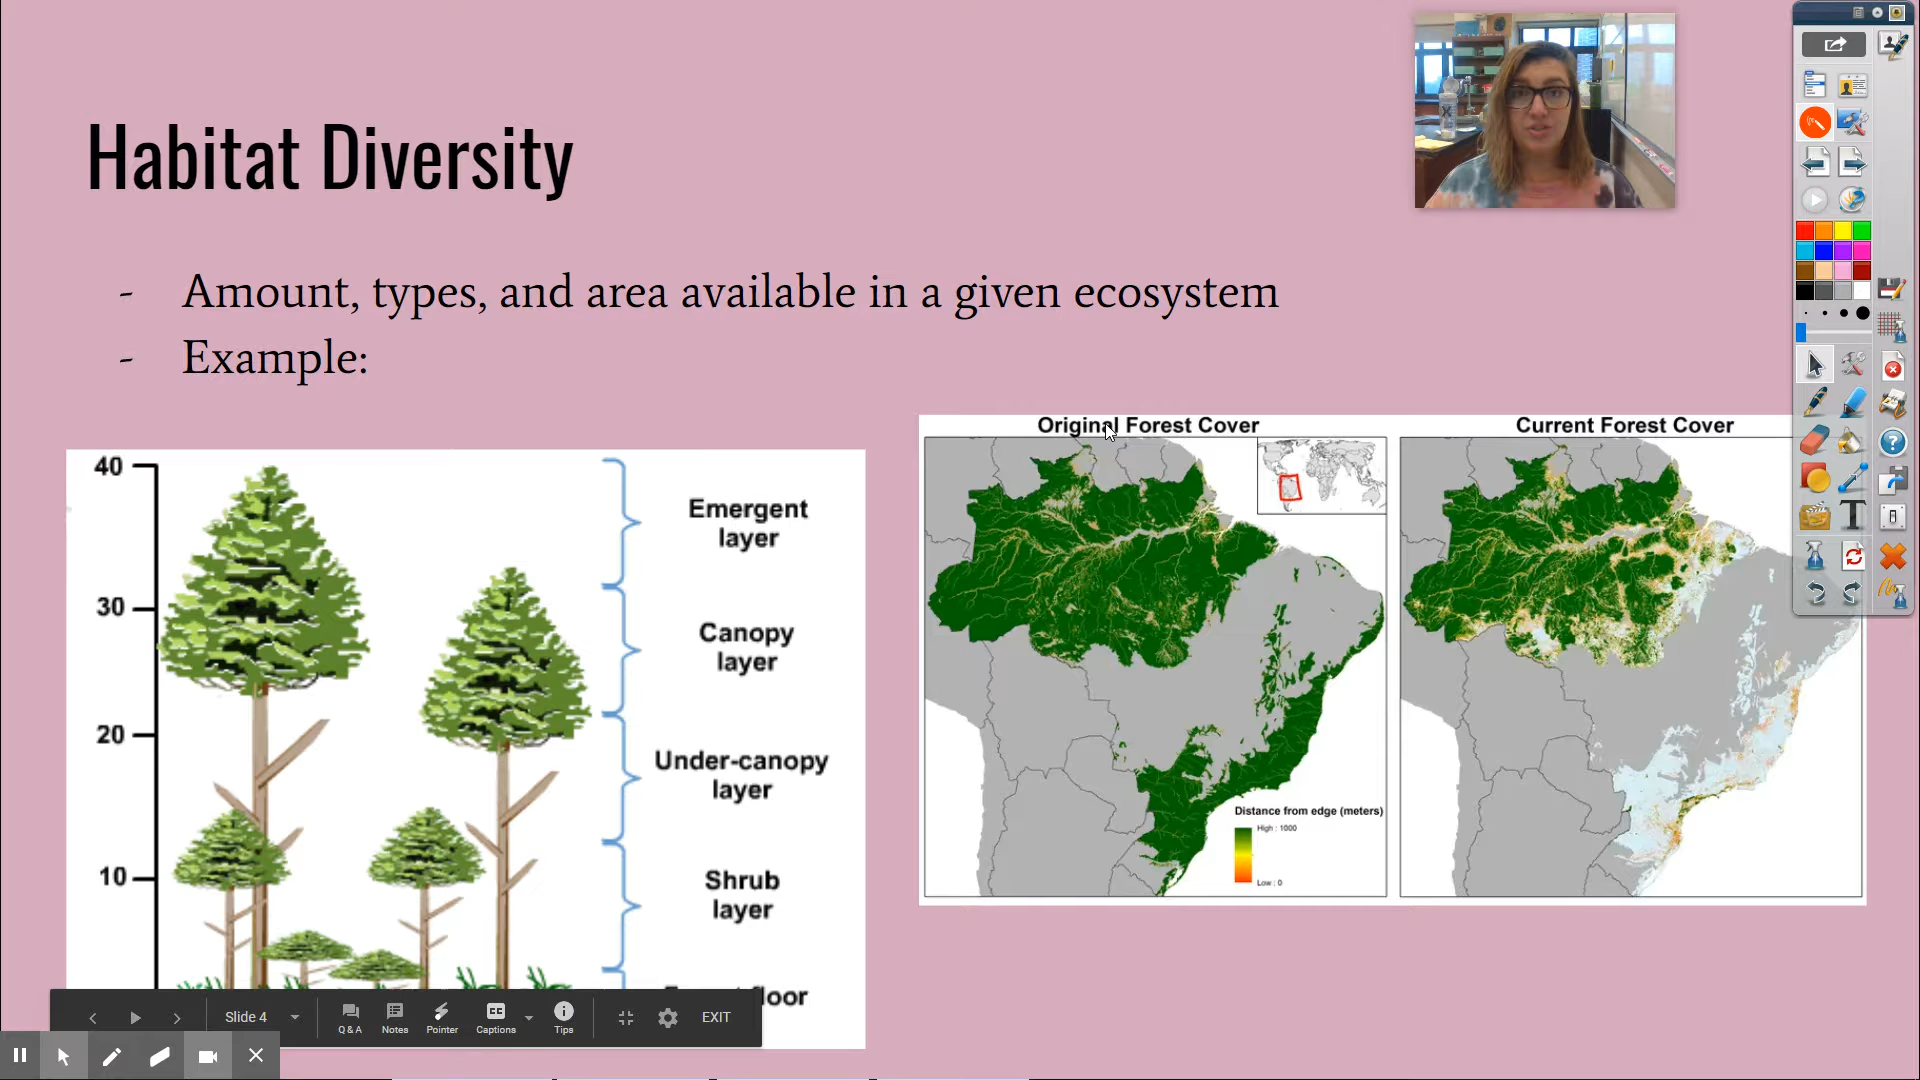 Habitat Diversity
- Amount, types, and area available in a given ecosystem
- Example:
40
30
20
10
Emergent
layer
Canopy
layer
Under-canopy
layer
Shrub
layer
floor
Original Forest Cover
Distance from edge (meters)
High : 1000
Low : 0
Current Forest Cover
Slide 4
Q & A
Notes
Pointer
CC
Captions
Tips
EXIT
T